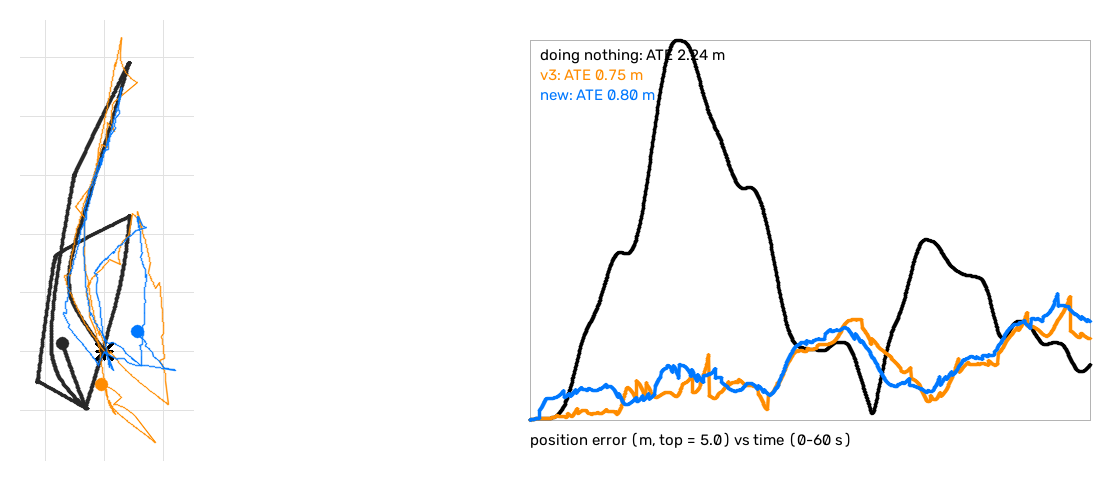 doing nothing: ATE 2.24 m
v3: ATE 0.75 m
new: ATE 0.80 m
position error (m, top = 5.0) vs time (0-60 s)